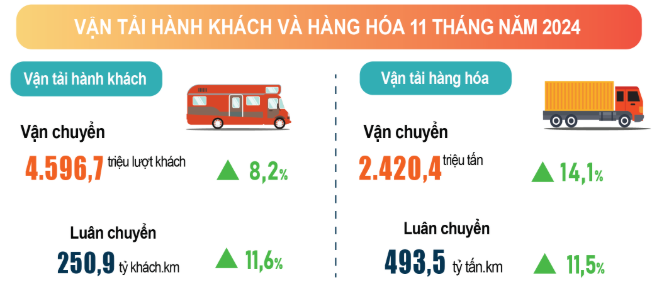 VẬN TẢI HÀNH KHÁCH VÀ HÀNG HÓA 11 THÁNG NĂM 2024
Vận tải hành khách
Vận chuyển
4.596,7 triệu lượt khách 8,2%
Luân chuyển
250,9 tỷ khách.km 11,6%
Vận tải hàng hóa
Vận chuyển
2.420,4 triệu tấn 14,1%
Luân chuyển
493,5 tỷ tấn.km 11,5%